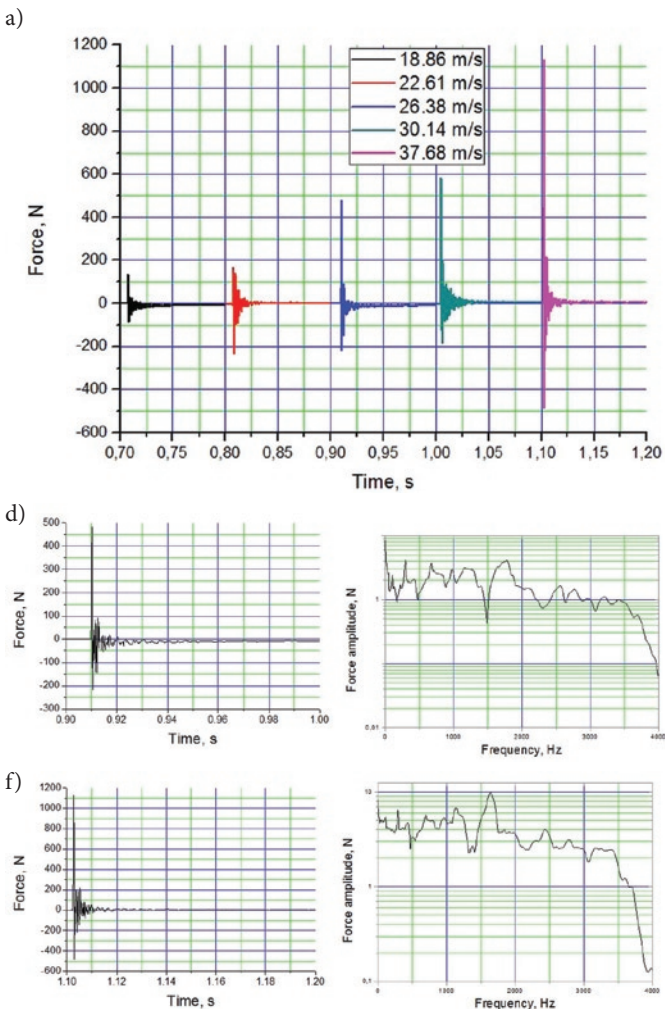 a)
1200
1000
800
600
400
200
0
-200
-400
-600
Force, N
18.86 m/s
22.61 m/s
26.38 m/s
30.14 m/s
37.68 m/s
0,70 0,75 0,80 0,85 0,90 0,95 1,00 1,05 1,10 1,15 1,20
Time, s
d)
500
400
300
200
100
0
-100
-200
-300
Force, N
0.90 0.92 0.94 0.96 0.98 1.00
Time, s
Force amplitude, N
1
0,01
0 1000 2000 3000 4000
Frequency, Hz
f)
1200
1000
800
600
400
200
0
-200
-400
-600
Force, N
1.10 1.12 1.14 1.16 1.18 1.20
Time, s
Force amplitude, N
10
1
0,1
0 1000 2000 3000 4000
Frequency, Hz